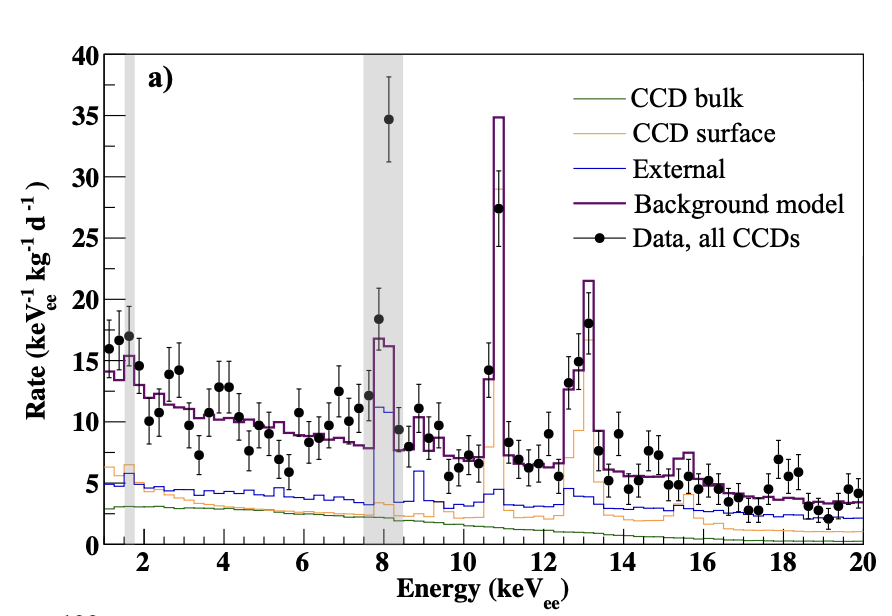 a)
40
35
30
25
20
15
10
5
0
Rate (keV-1ee kg-1 d-1)
CCD bulk
CCD surface
External
Background model
Data, all CCDs
2 4 6 8 10 12 14 16 18 20
Energy (keVee)